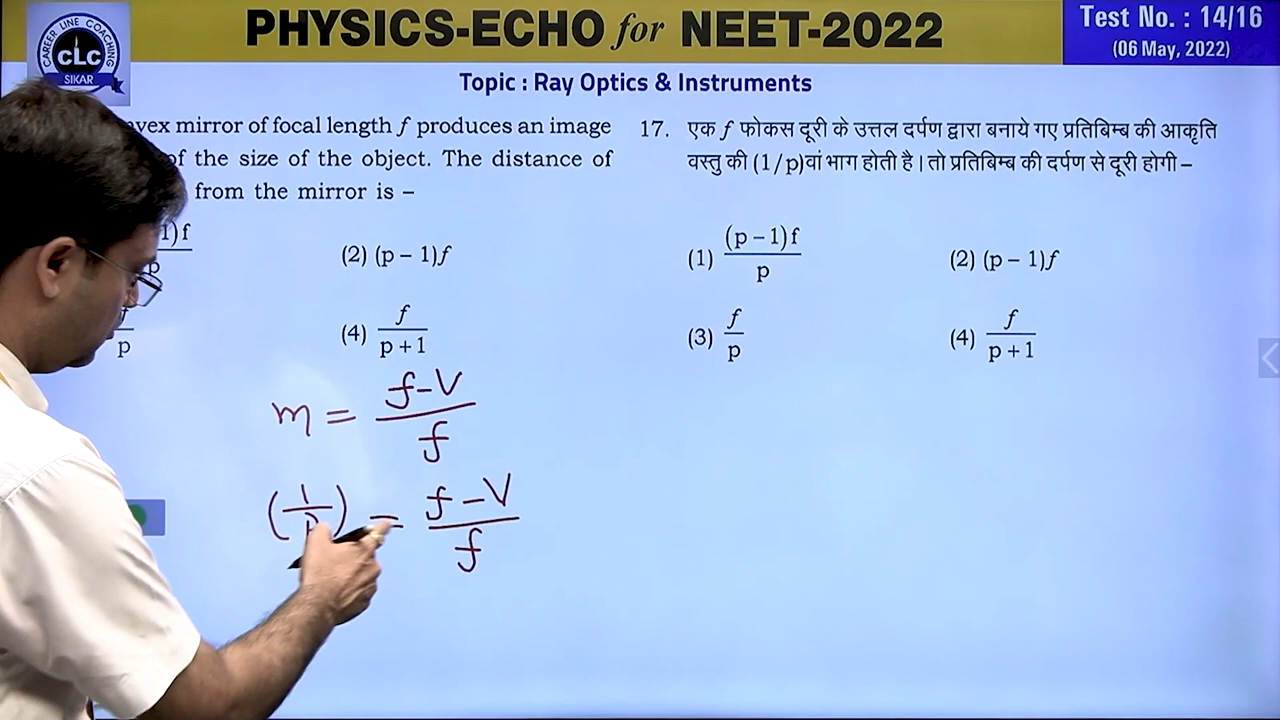 PHYSICS-ECHO for NEET-2022
Test No. : 14/16
(06 May, 2022)
CAREER LINE COACHING
CLC
SIKAR
Topic : Ray Optics & Instruments
vex mirror of focal length f produces an image
of the size of the object. The distance of
from the mirror is –
1)f
p
(2) (p – 1)f
f
p
(4) f
p + 1
17. एक f फोकस दूरी के उत्तल दर्पण द्वारा बनाये गए प्रतिबिम्ब की आकृति
वस्तु की (1/p)वां भाग होती है। तो प्रतिबिम्ब की दर्पण से दूरी होगी –
(1) (p – 1)f
p
(2) (p – 1)f
(3) f
p
(4) f
p + 1
m = f-V
f
(1
p) = f-V
f